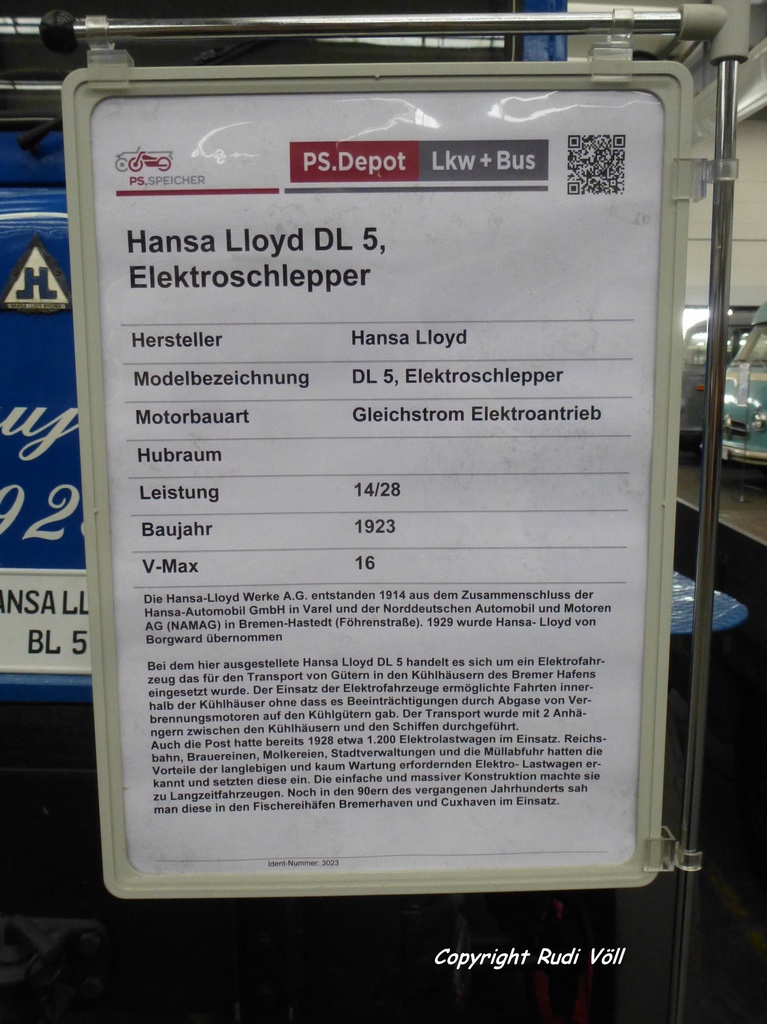 PS.SPEICHER
PS.Depot Lkw + Bus
Hansa Lloyd DL 5,
Elektroschlepper
Hersteller Hansa Lloyd
Modelbezeichnung DL 5, Elektroschlepper
Motorbauart Gleichstrom Elektroantrieb
Hubraum
Leistung 14/28
Baujahr 1923
V-Max 16
Die Hansa-Lloyd Werke A.G. entstanden 1914 aus dem Zusammenschluss der
Hansa-Automobil GmbH in Varel und der Norddeutschen Automobil und Motoren
AG (NAMAG) in Bremen-Hastedt (Föhrenstraße). 1929 wurde Hansa- Lloyd von
Borgward übernommen
Bei dem hier ausgestellete Hansa Lloyd DL 5 handelt es sich um ein Elektrofahr-
zeug das für den Transport von Gütern in den Kühlhäusern des Bremer Hafens
eingesetzt wurde. Der Einsatz der Elektrofahrzeuge ermöglichte Fahrten inner-
halb der Kühlhäuser ohne dass es Beeinträchtigungen durch Abgase von Ver-
brennungsmotoren auf den Kühlgütern gab. Der Transport wurde mit 2 Anhä-
ngern zwischen den Kühlhäusern und den Schiffen durchgeführt.
Auch die Post hatte bereits 1928 etwa 1.200 Elektrolastwagen im Einsatz. Reichs-
bahn, Brauereinen, Molkereien, Stadtverwaltungen und die Müllabfuhr hatten die
Vorteile der langlebigen und kaum Wartung erfordernden Elektro- Lastwagen er-
kannt und setzten diese ein. Die einfache und massiver Konstruktion machte sie
zu Langzeitfahrzeugen. Noch in den 90ern des vergangenen Jahrhunderts sah
man diese in den Fischereihäfen Bremerhaven und Cuxhaven im Einsatz.
Ident-Nummer: 3023
H
ANSA LL
BL 5
Copyright Rudi Völl